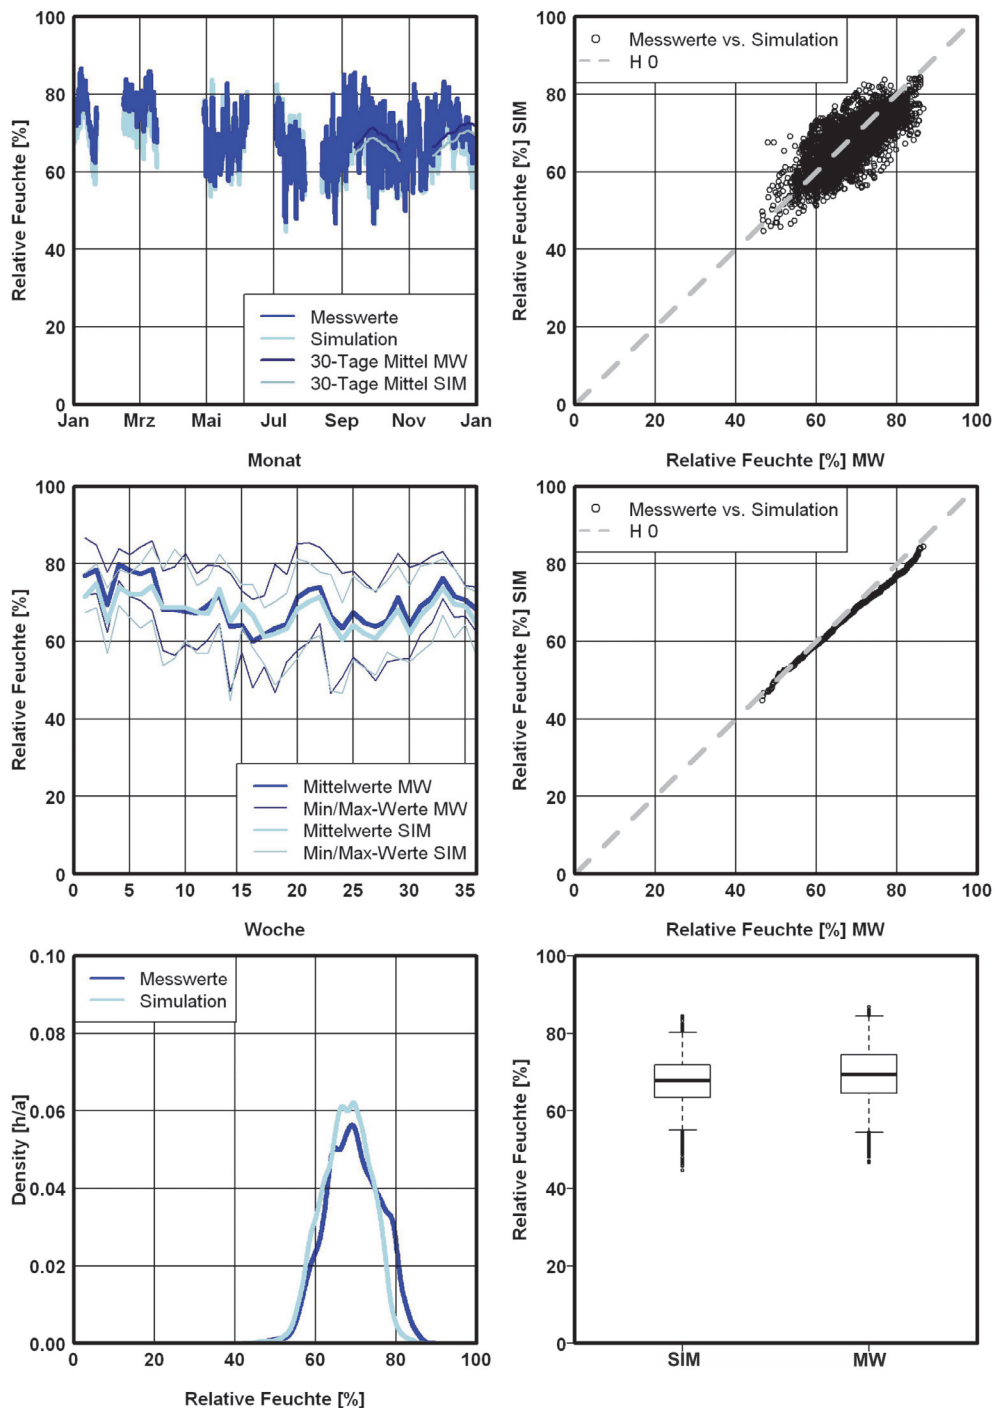 100
80
60
40
20
0
Relative Feuchte [%]
Messwerte
Simulation
30-Tage Mittel MW
30-Tage Mittel SIM
Jan Mrz Mai Jul Sep Nov Jan
Monat
100
80
60
40
20
0
Relative Feuchte [%] SIM
Messwerte vs. Simulation
H 0
0 20 40 60 80 100
Relative Feuchte [%] MW
100
80
60
40
20
0
Relative Feuchte [%]
Mittelwerte MW
Min/Max-Werte MW
Mittelwerte SIM
Min/Max-Werte SIM
0 5 10 15 20 25 30 35
Woche
100
80
60
40
20
0
Relative Feuchte [%] SIM
Messwerte vs. Simulation
H 0
0 20 40 60 80 100
Relative Feuchte [%] MW
0.10
0.08
0.06
0.04
0.02
0.00
Density [h/a]
Messwerte
Simulation
0 20 40 60 80 100
Relative Feuchte [%]
100
80
60
40
20
0
Relative Feuchte [%]
SIM MW